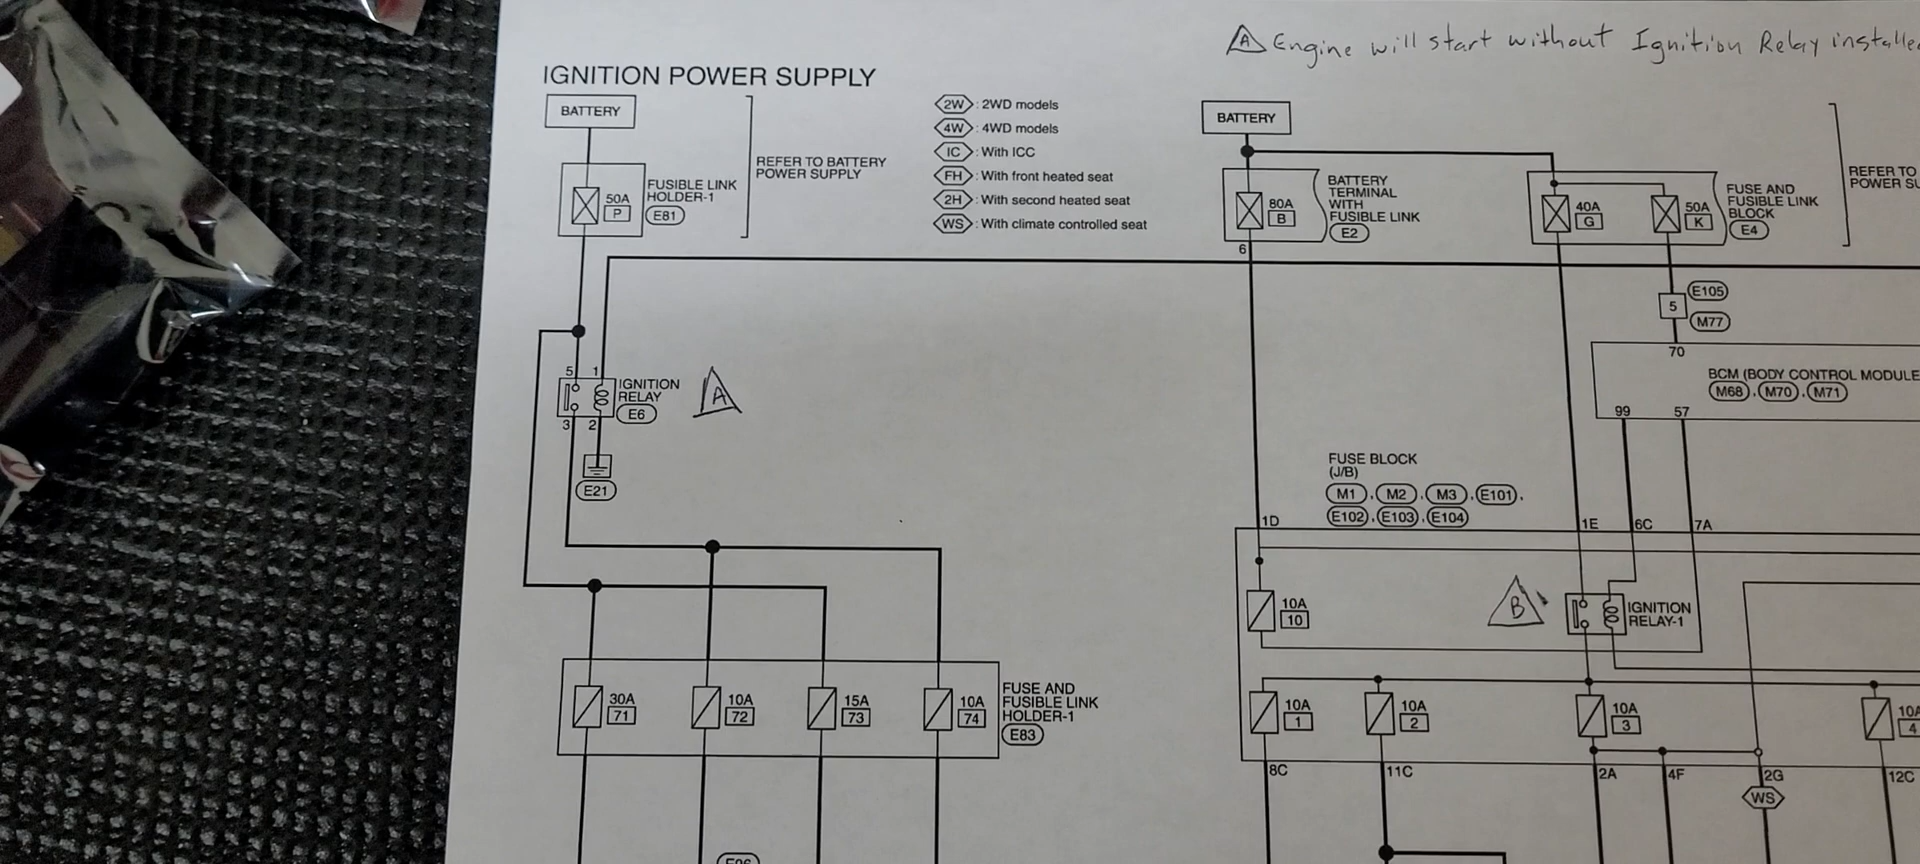 A Engine will start without Ignition Relay
IGNITION POWER SUPPLY
BATTERY
50A
P
FUSIBLE LINK
HOLDER-1
E81
REFER TO BATTERY
POWER SUPPLY
2W : 2WD models
4W : 4WD models
IC : With ICC
FH : With front heated seat
2H : With second heated seat
WS : With climate controlled seat
BATTERY
80A
B
6
BATTERY
TERMINAL
WITH
FUSIBLE LINK
E2
40A
G
50A
K
FUSE AND
FUSIBLE LINK
BLOCK
E4
REFER TO
POWER
5
E105
M77
70
BCM (BODY CONTROL MODULE
M68 , M70 , M71
99 57
5 1
IGNITION
RELAY
E6
3 2
A
E21
FUSE BLOCK
(J/B)
M1 , M2 , M3 , E101 ,
E102 , E103 , E104
1D 1E 6C 7A
10A
10
B
IGNITION
RELAY-1
30A
71
10A
72
15A
73
10A
74
FUSE AND
FUSIBLE LINK
HOLDER-1
E83
10A
1
10A
2
10A
3
4
8C 11C 2A 4F 2G 12C
WS